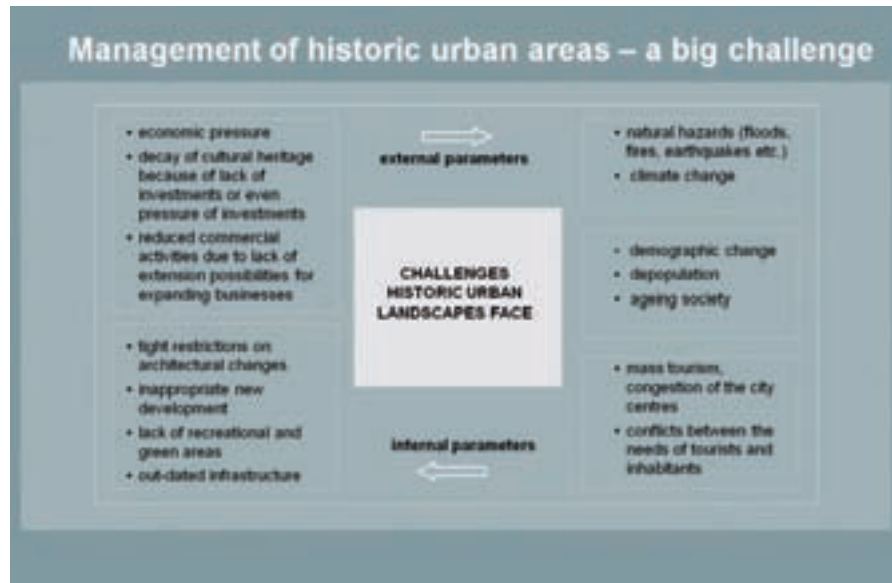 Management of historic urban areas – a big challenge
• economic pressure
• decay of cultural heritage
because of lack of
investments or even
pressure of investments
• reduced commercial
activities due to lack of
extension possibilities for
expanding businesses
• tight restrictions on
architectural changes
• inappropriate new
development
• lack of recreational and
green areas
• out-dated infrastructure
external parameters
CHALLENGES
HISTORIC URBAN
LANDSCAPES FACE
internal parameters
• natural hazards (floods,
fires, earthquakes etc.)
• climate change
• demographic change
• depopulation
• ageing society
• mass tourism,
congestion of the city
centres
• conflicts between the
needs of tourists and
inhabitants